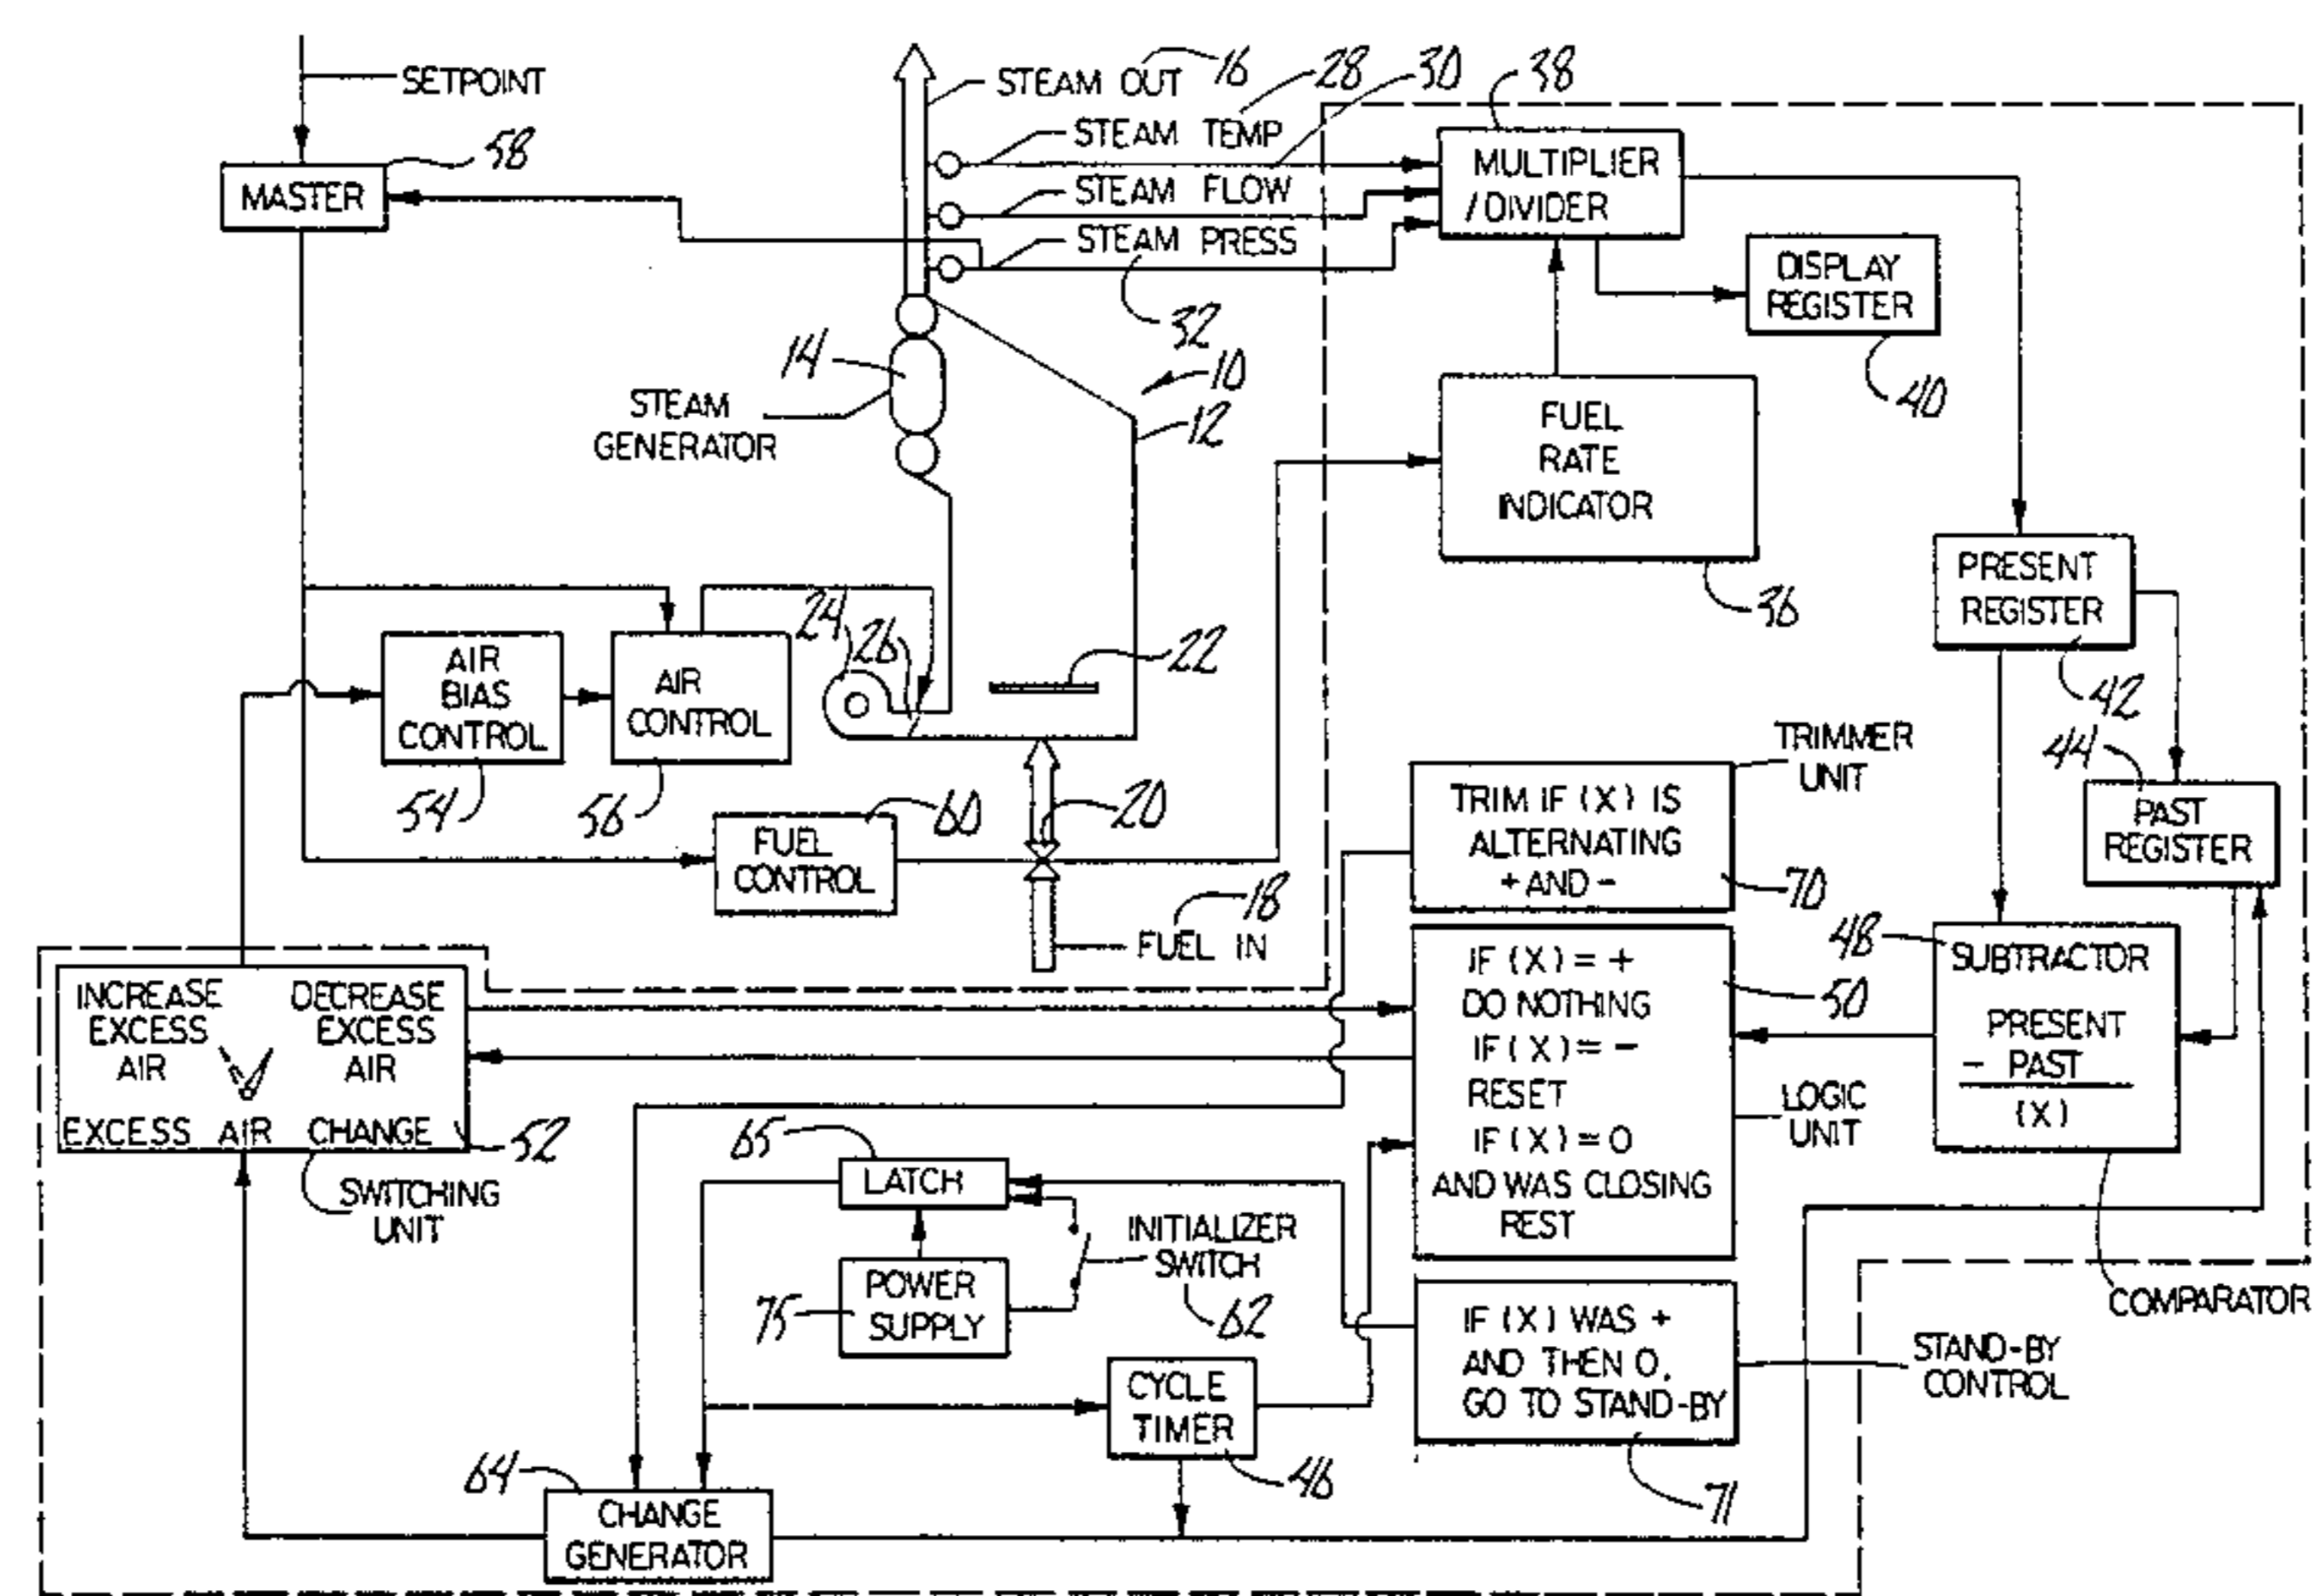 SETPOINT
STEAM OUT 16
28
30
38
STEAM TEMP
58
MASTER
STEAM FLOW
STEAM PRESS
32
MULTIPLIER
/DIVIDER
DISPLAY
REGISTER
40
14
STEAM
GENERATOR
10
12
FUEL
RATE
INDICATOR
36
PRESENT
REGISTER
42
24
26
22
AIR
BIAS
CONTROL
54
AIR
CONTROL
56
TRIMMER
UNIT
44
PAST
REGISTER
TRIM IF (X) IS
ALTERNATING
+ AND -
70
60
FUEL
CONTROL
20
18
FUEL IN
48
SUBTRACTOR
PRESENT
- PAST
(X)
IF (X) = +
DO NOTHING
IF (X) = -
RESET
IF (X) = 0
AND WAS CLOSING
REST
50
LOGIC
UNIT
INCREASE
EXCESS
AIR
DECREASE
EXCESS
AIR
EXCESS AIR CHANGE
52
SWITCHING
UNIT
65
LATCH
INITIALIZER
SWITCH
62
75
POWER
SUPPLY
COMPARATOR
IF (X) WAS +
AND THEN 0,
GO TO STAND-BY
71
STAND-BY
CONTROL
CYCLE
TIMER
46
64
CHANGE
GENERATOR